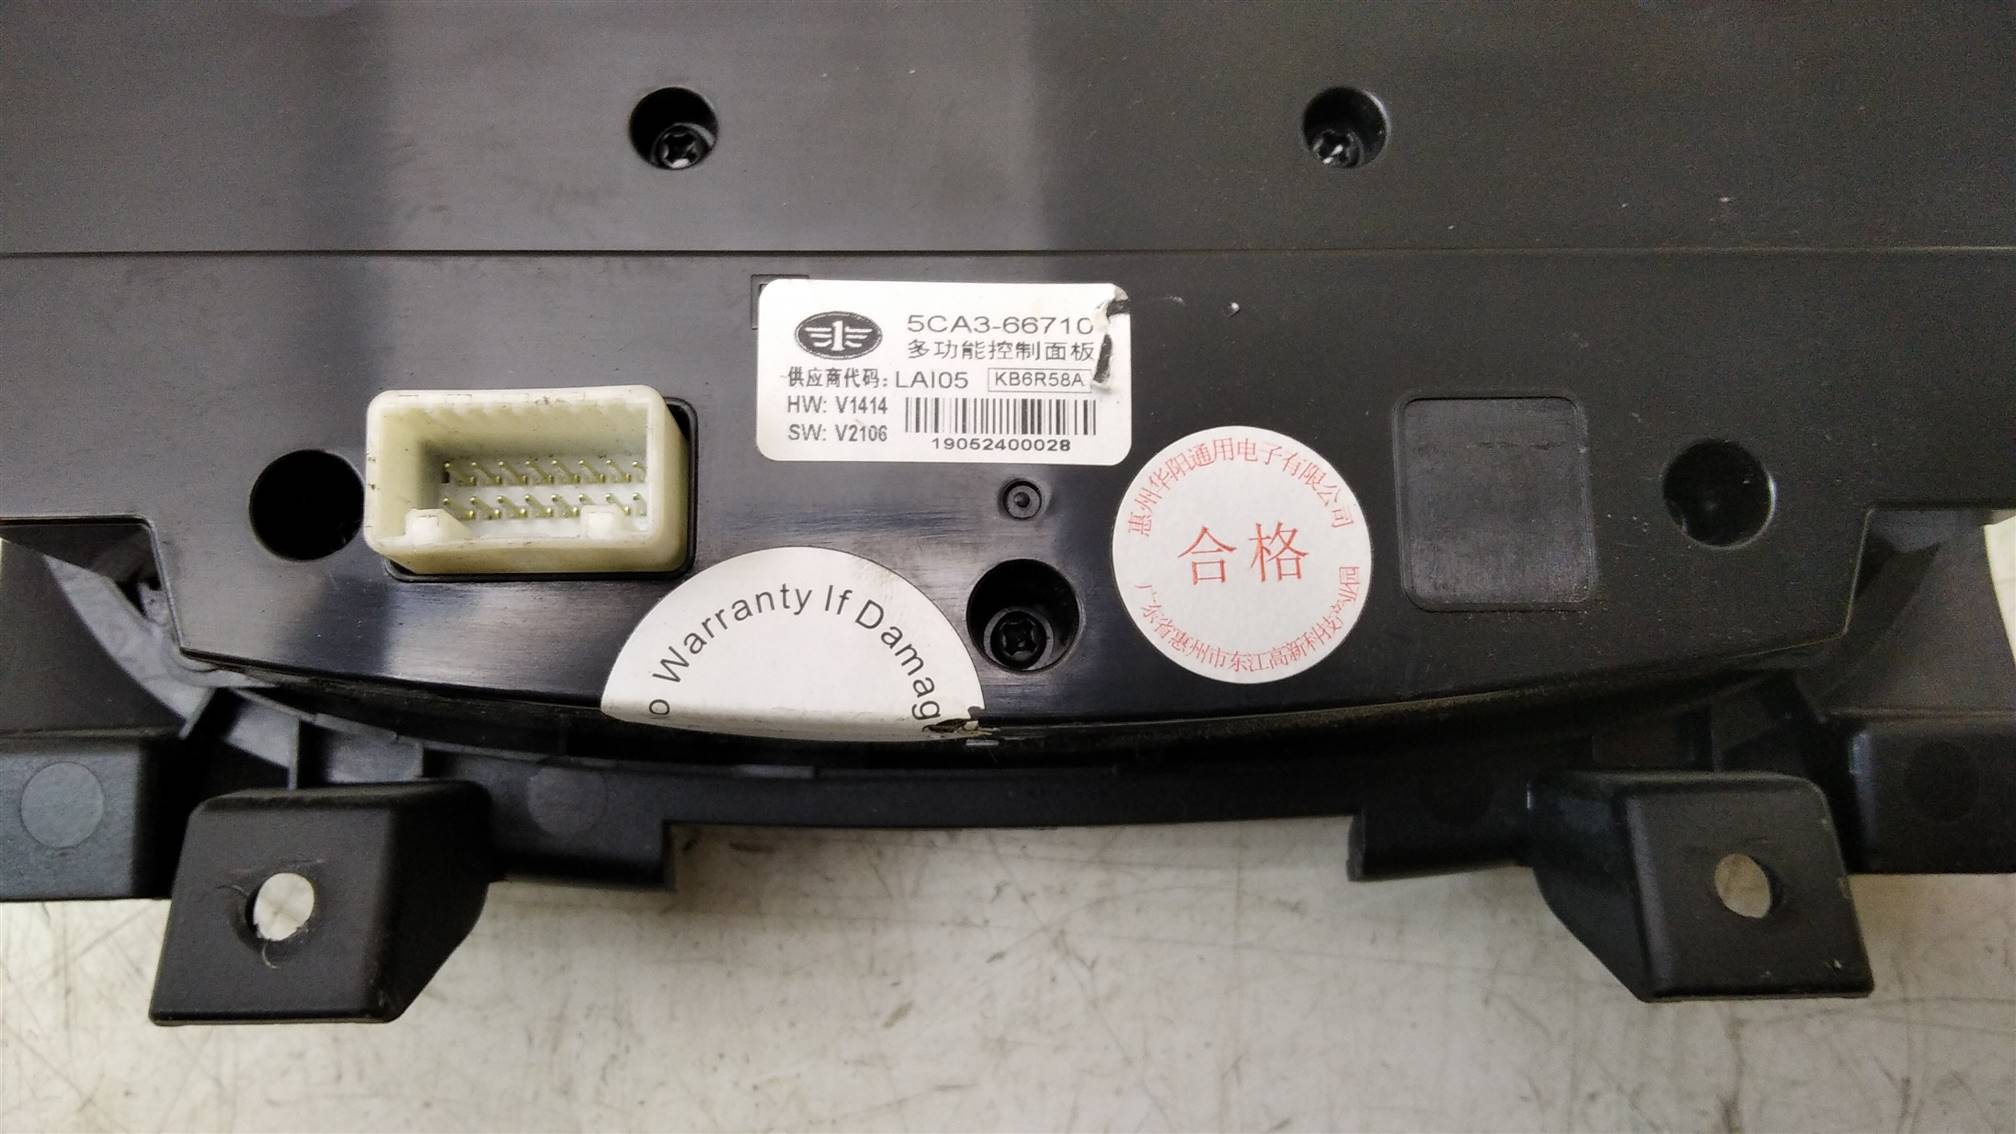 5CA3-66710
多功能控制面板
供应商代码: LAI05 KB6R58A
HW: V1414
SW: V2106
19052400028
惠州华阳通用电子有限公司
合格
广东省惠州市东江高新科技产业园
Warranty If Damag